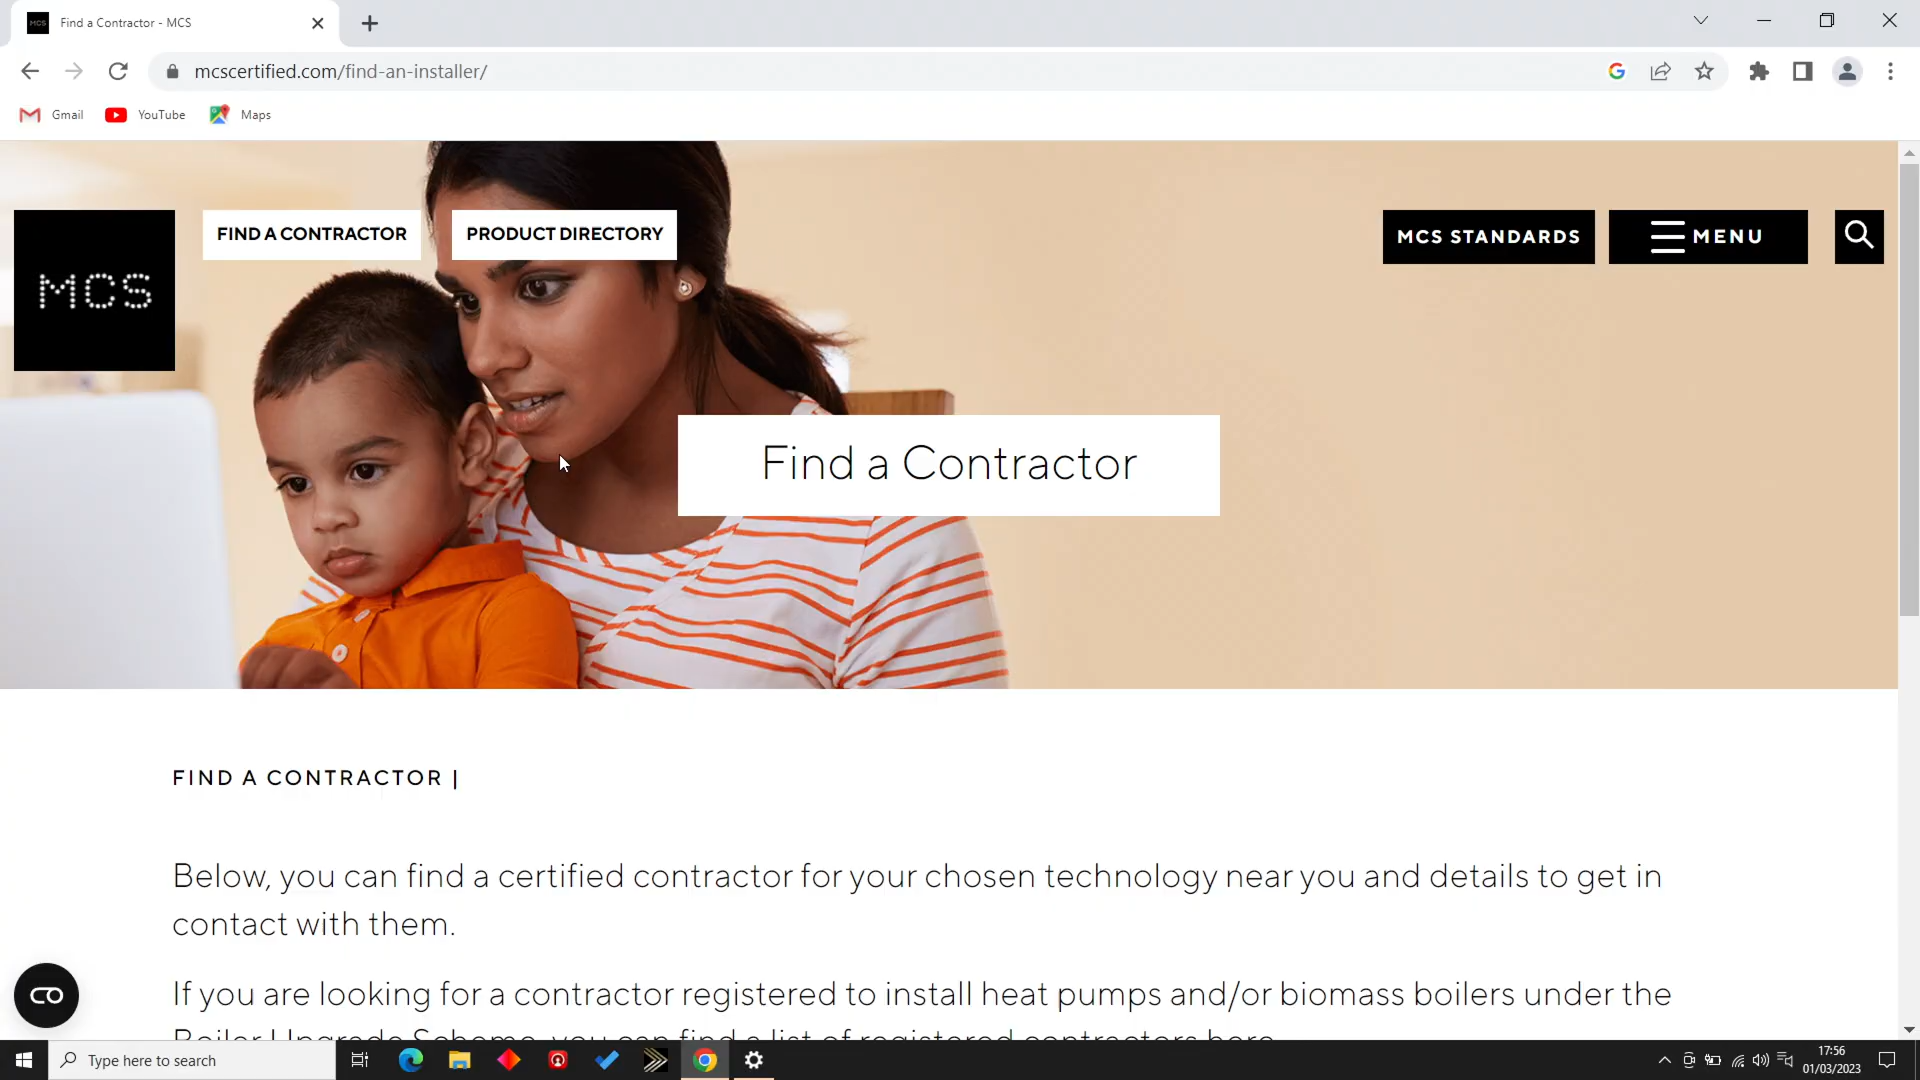 Find a Contractor - MCS
mcscertified.com/find-an-installer/
Gmail YouTube Maps
MCS
FIND A CONTRACTOR
PRODUCT DIRECTORY
MCS STANDARDS
MENU
Find a Contractor
FIND A CONTRACTOR |
Below, you can find a certified contractor for your chosen technology near you and details to get in
contact with them.
If you are looking for a contractor registered to install heat pumps and/or biomass boilers under the
Boiler Upgrade Scheme, you can find a list of registered contractors here
Type here to search
17:56
01/03/2023